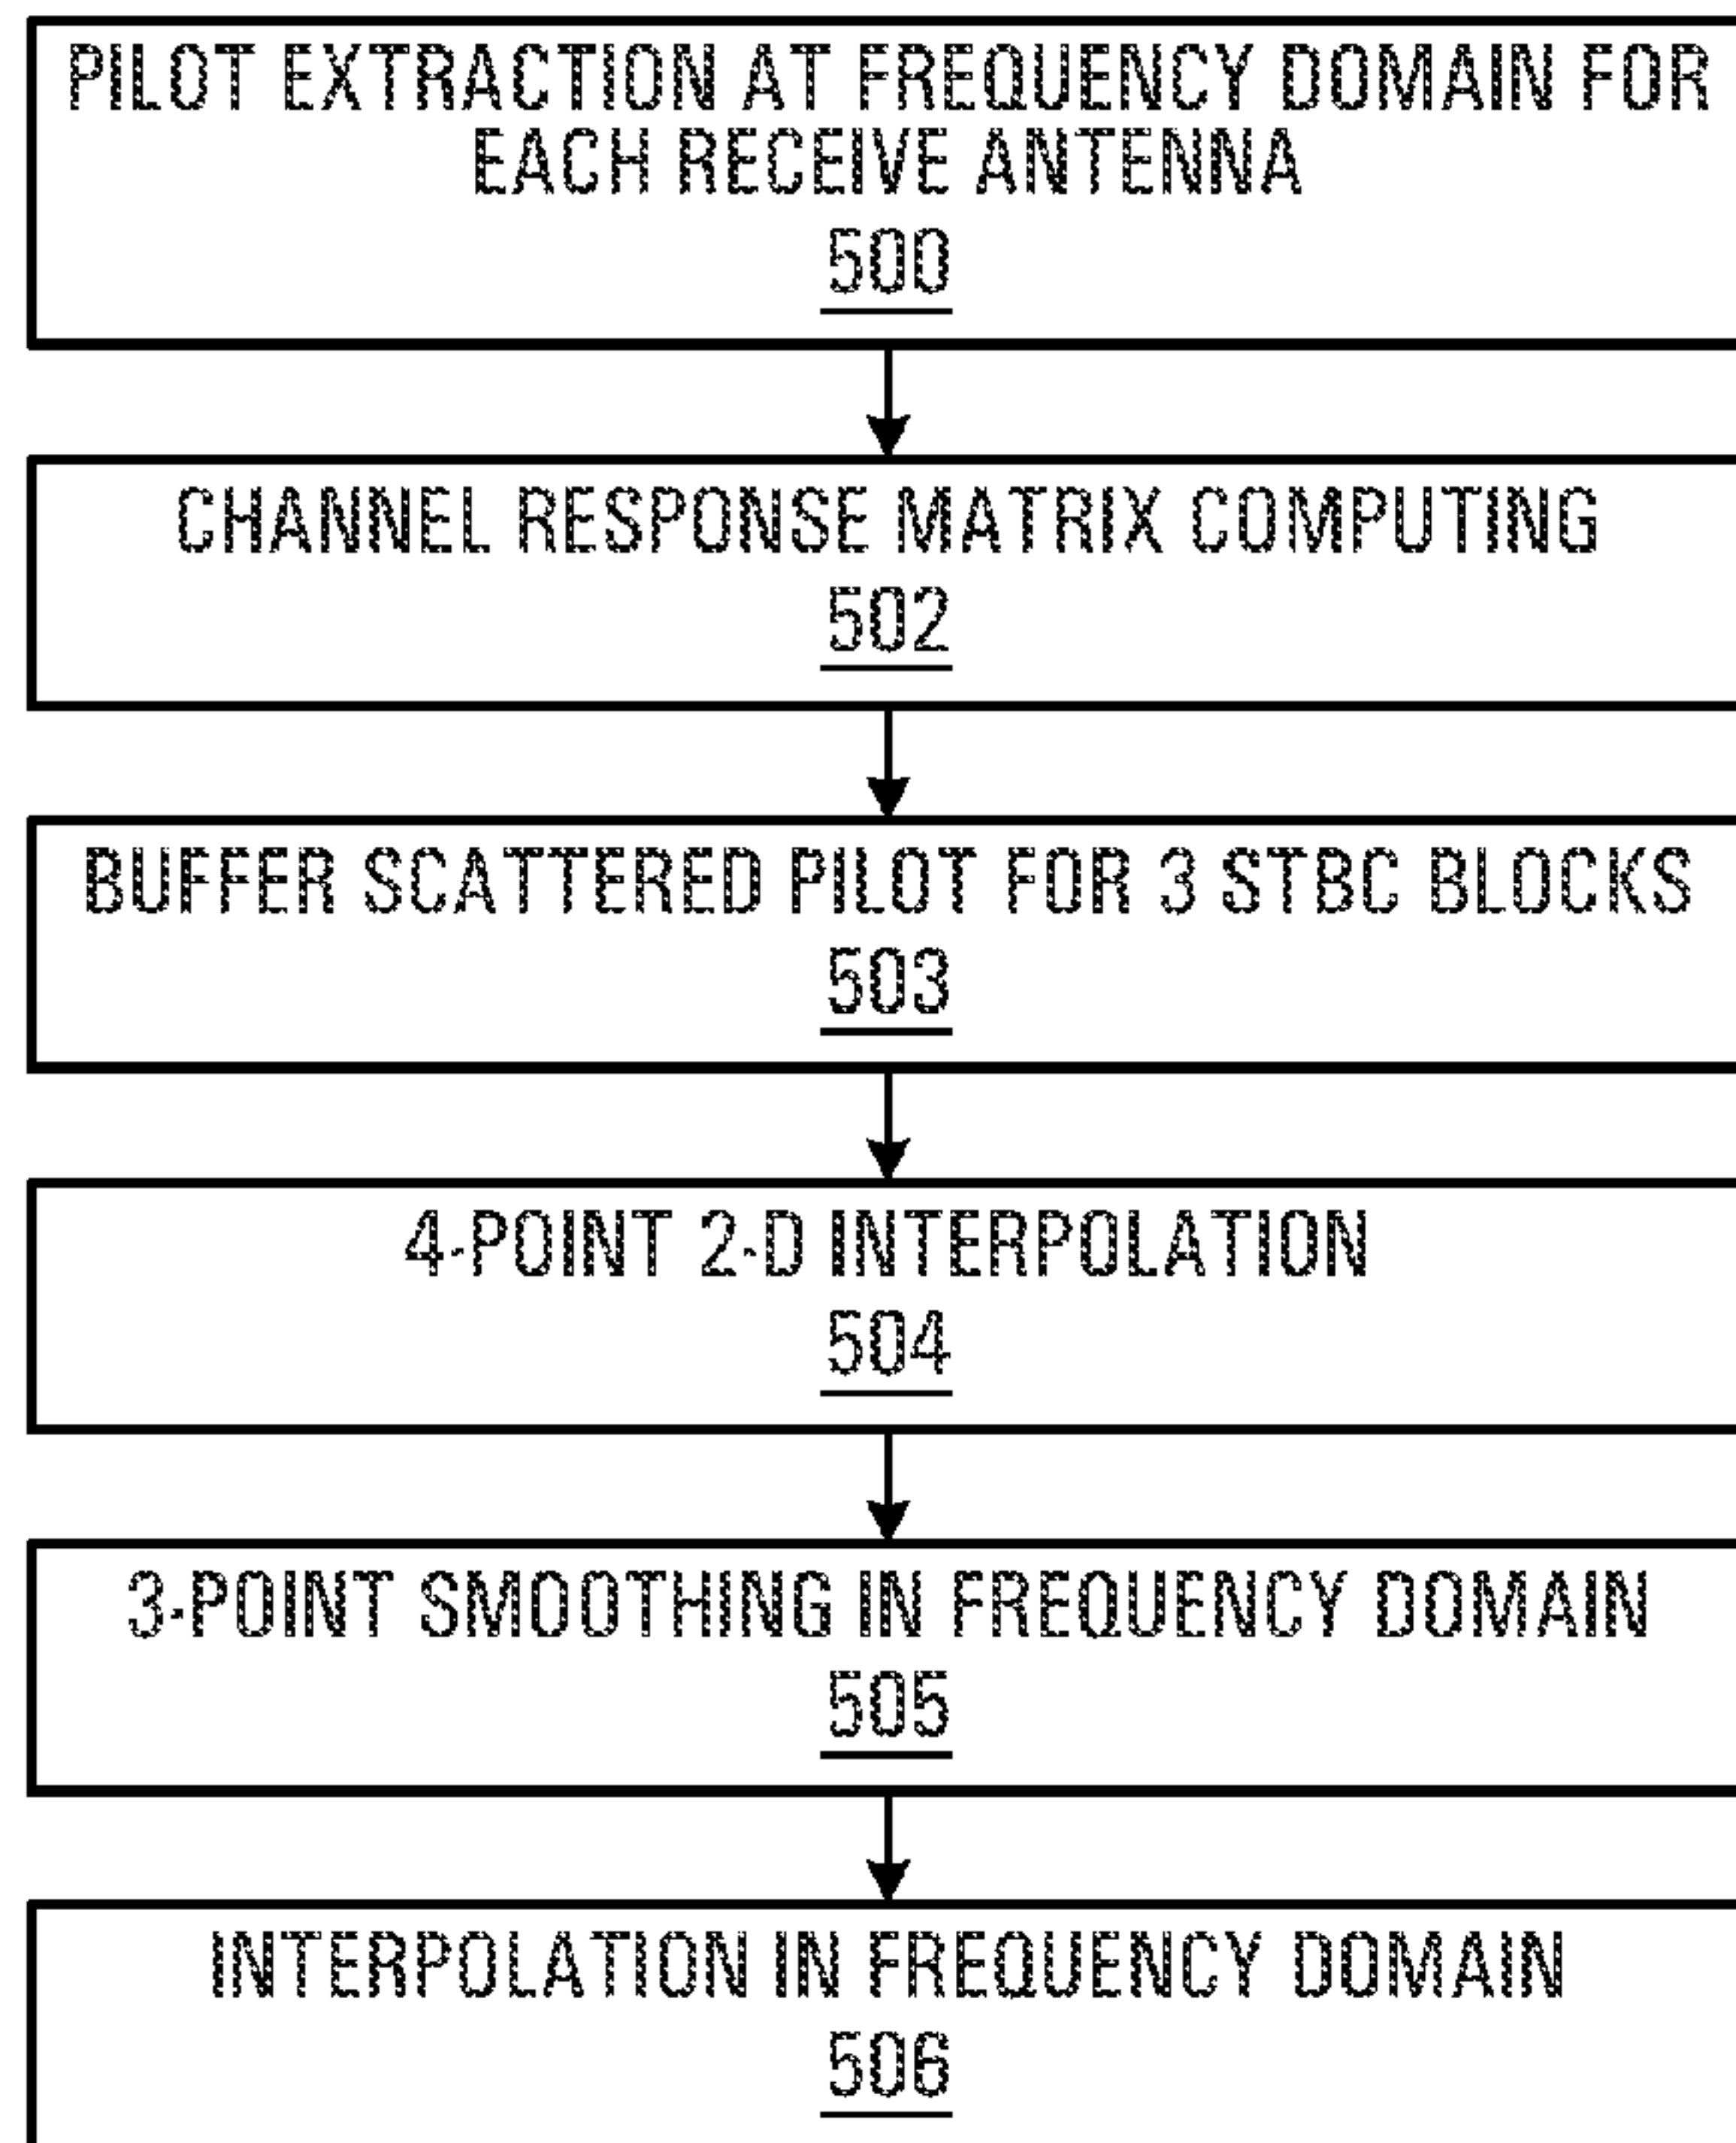 PILOT EXTRACTION AT FREQUENCY DOMAIN FOR
EACH RECEIVE ANTENNA
500
CHANNEL RESPONSE MATRIX COMPUTING
502
BUFFER SCATTERED PILOT FOR 3 STBC BLOCKS
503
4-POINT 2-D INTERPOLATION
504
3-POINT SMOOTHING IN FREQUENCY DOMAIN
505
INTERPOLATION IN FREQUENCY DOMAIN
506